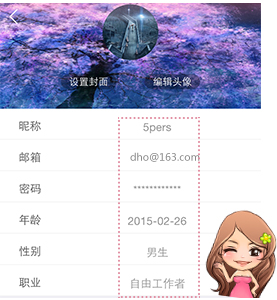 设置封面 编辑头像
昵称 5pers
邮箱 dho@163.com
密码 ************
年龄 2015-02-26
性别 男生
职业 自由工作者